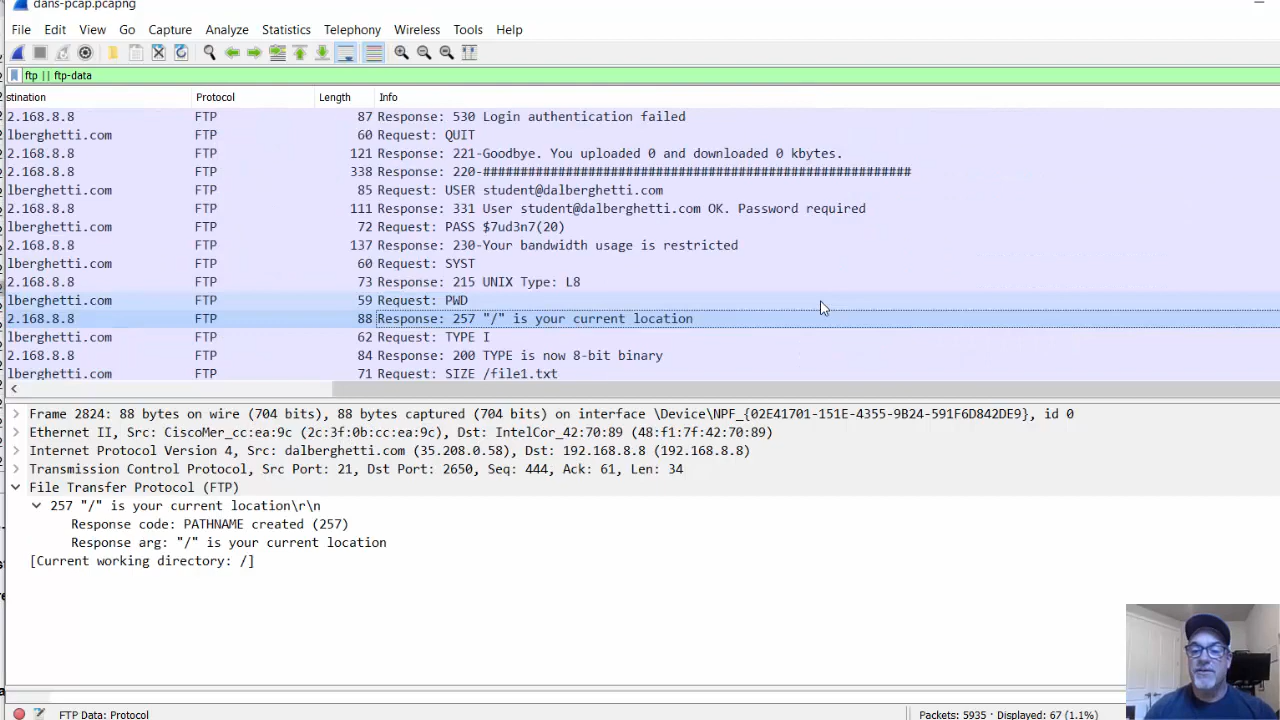 dans-pcap.pcapng
File Edit View Go Capture Analyze Statistics Telephony Wireless Tools Help
ftp || ftp-data
stination Protocol Length Info
2.168.8.8 FTP 87 Response: 530 Login authentication failed
lberghetti.com FTP 60 Request: QUIT
2.168.8.8 FTP 121 Response: 221-Goodbye. You uploaded 0 and downloaded 0 kbytes.
2.168.8.8 FTP 338 Response: 220-#########################################################
lberghetti.com FTP 85 Request: USER student@dalberghetti.com
2.168.8.8 FTP 111 Response: 331 User student@dalberghetti.com OK. Password required
lberghetti.com FTP 72 Request: PASS $7ud3n7(20)
2.168.8.8 FTP 137 Response: 230-Your bandwidth usage is restricted
lberghetti.com FTP 60 Request: SYST
2.168.8.8 FTP 73 Response: 215 UNIX Type: L8
lberghetti.com FTP 59 Request: PWD
2.168.8.8 FTP 88 Response: 257 "/" is your current location
lberghetti.com FTP 62 Request: TYPE I
2.168.8.8 FTP 84 Response: 200 TYPE is now 8-bit binary
lberghetti.com FTP 71 Request: SIZE /file1.txt
Frame 2824: 88 bytes on wire (704 bits), 88 bytes captured (704 bits) on interface \Device\NPF_{02E41701-151E-4355-9B24-591F6D842DE9}, id 0
Ethernet II, Src: CiscoMer_cc:ea:9c (2c:3f:0b:cc:ea:9c), Dst: IntelCor_42:70:89 (48:f1:7f:42:70:89)
Internet Protocol Version 4, Src: dalberghetti.com (35.208.0.58), Dst: 192.168.8.8 (192.168.8.8)
Transmission Control Protocol, Src Port: 21, Dst Port: 2650, Seq: 444, Ack: 61, Len: 34
File Transfer Protocol (FTP)
257 "/" is your current location\r\n
Response code: PATHNAME created (257)
Response arg: "/" is your current location
[Current working directory: /]
FTP Data: Protocol Packets: 5935 · Displayed: 67 (1.1%)